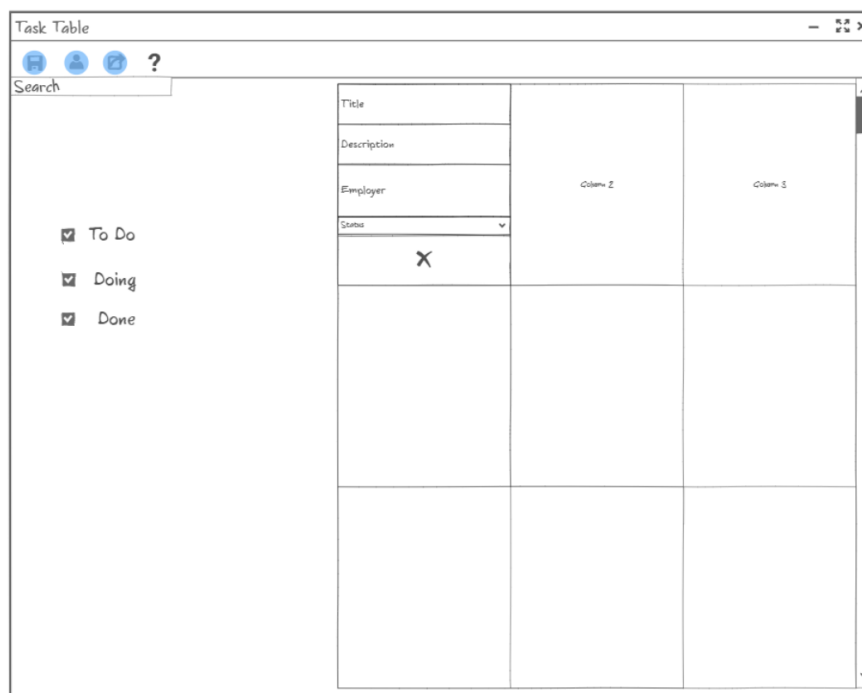 Task Table
?
Search
Title
Description
Employer
Status
Column 2
Column 3
To Do
Doing
Done